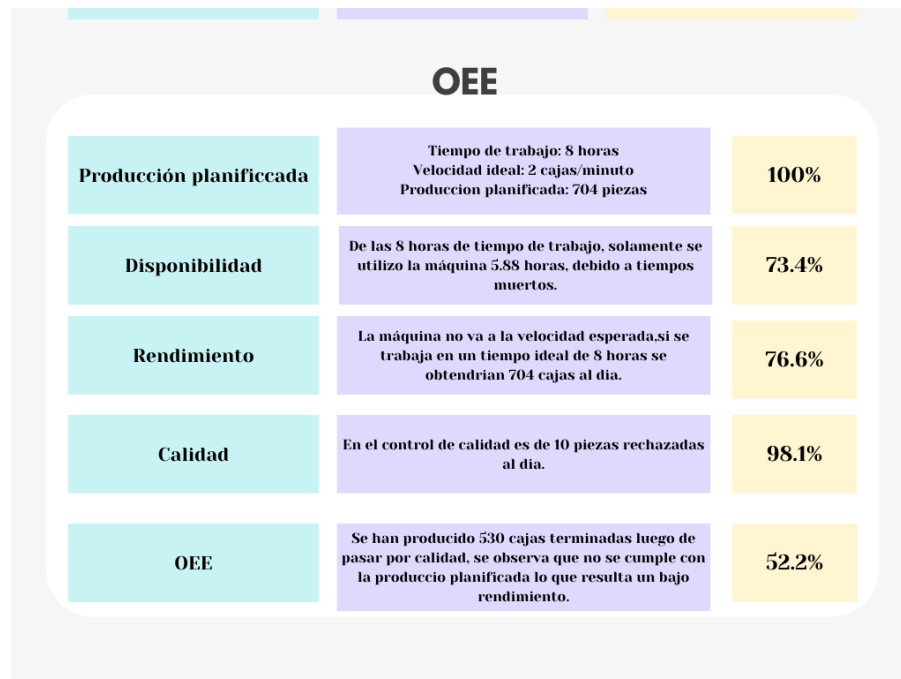 OEE
Producción planificcada
Tiempo de trabajo: 8 horas
Velocidad ideal: 2 cajas/minuto
Produccion planificada: 704 piezas
100%
Disponibilidad
De las 8 horas de tiempo de trabajo, solamente se
utilizo la máquina 5.88 horas, debido a tiempos
muertos.
73.4%
Rendimiento
La máquina no va a la velocidad esperada,si se
trabaja en un tiempo ideal de 8 horas se
obtendrian 704 cajas al dia.
76.6%
Calidad
En el control de calidad es de 10 piezas rechazadas
al dia.
98.1%
OEE
Se han producido 530 cajas terminadas luego de
pasar por calidad, se observa que no se cumple con
la produccio planificada lo que resulta un bajo
rendimiento.
52.2%